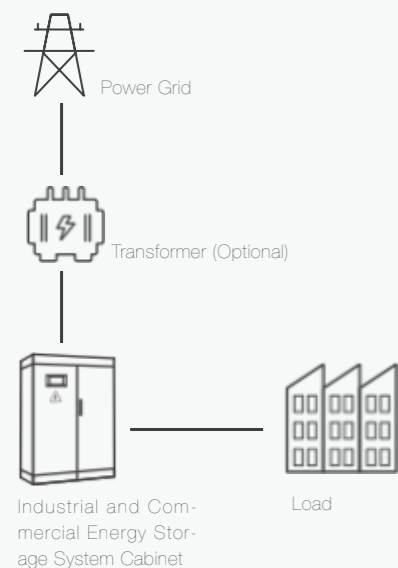 Power Grid
Transformer (Optional)
Industrial and Com-
mercial Energy Stor-
age System Cabinet
Load